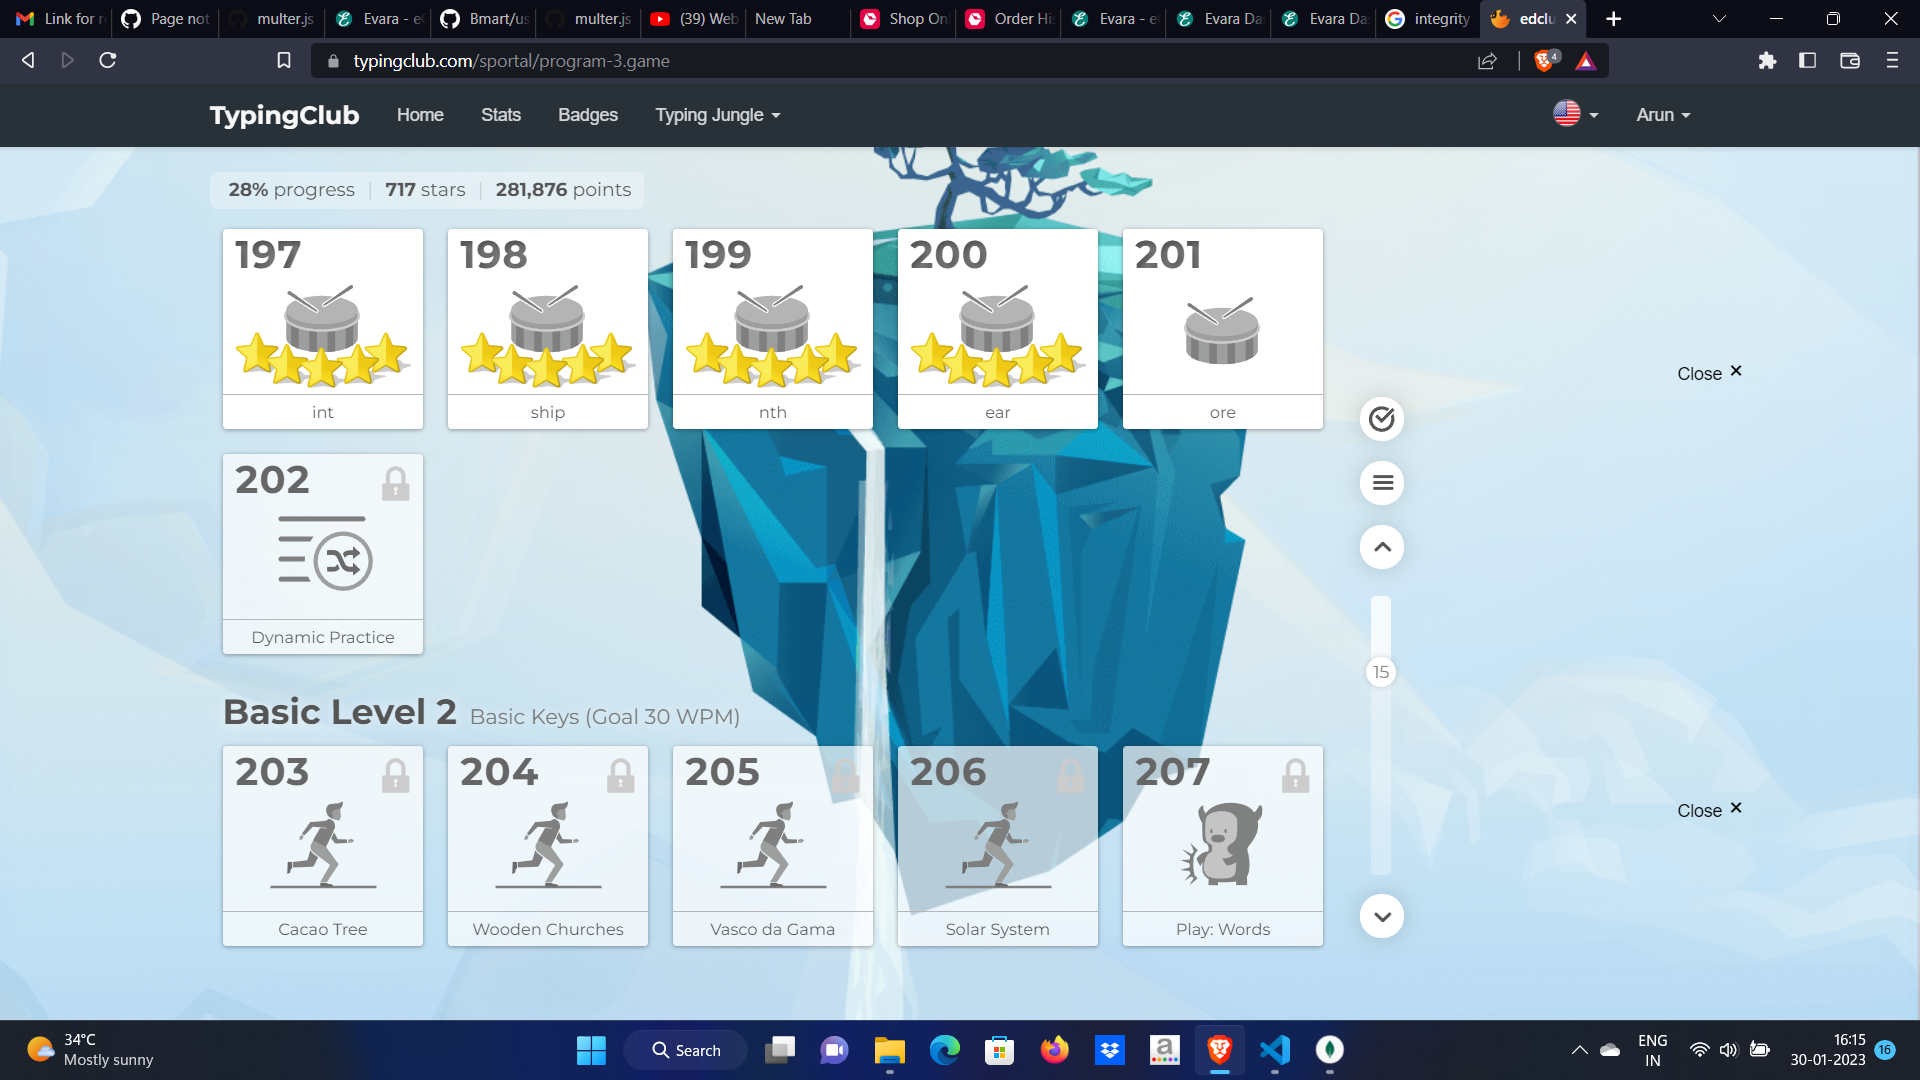 Link for r
Page not
multer.js
Evara - e
Bmart/us
multer.js
(39) Web
New Tab
Shop Onl
Order His
Evara - e
Evara Da
Evara Da
integrity
edclu
typingclub.com/sportal/program-3.game
4
TypingClub Home Stats Badges Typing Jungle Arun
28% progress 717 stars 281,876 points
197 198 199 200 201
int ship nth ear ore
Close ×
202
Dynamic Practice
15
Basic Level 2 Basic Keys (Goal 30 WPM)
203 204 205 206 207
Close ×
Cacao Tree Wooden Churches Vasco da Gama Solar System Play: Words
34°C
Mostly sunny
Search
a
ENG
IN
16:15
30-01-2023
16